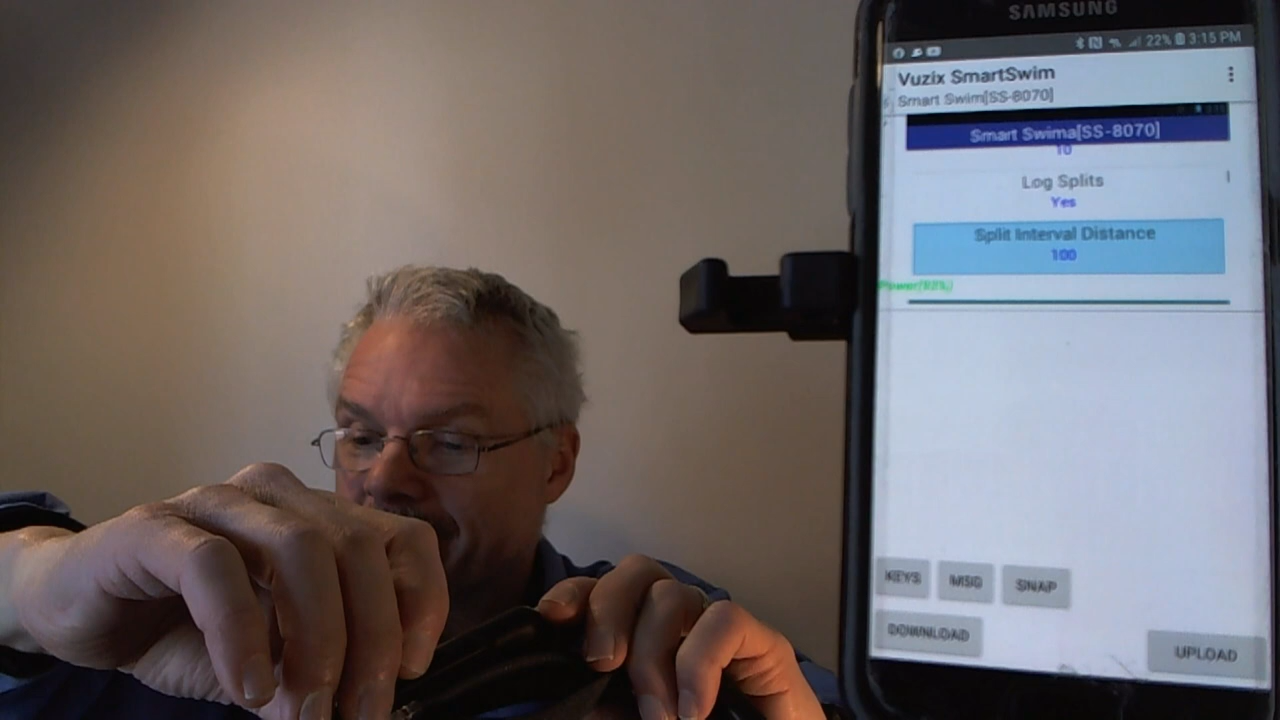 SAMSUNG
22% 3:15 PM
Vuzix SmartSwim
Smart Swim[SS-8070]
Smart Swima[SS-8070]
10
Log Splits
Yes
Split Interval Distance
100
KEYS MSG SNAP
DOWNLOAD
UPLOAD